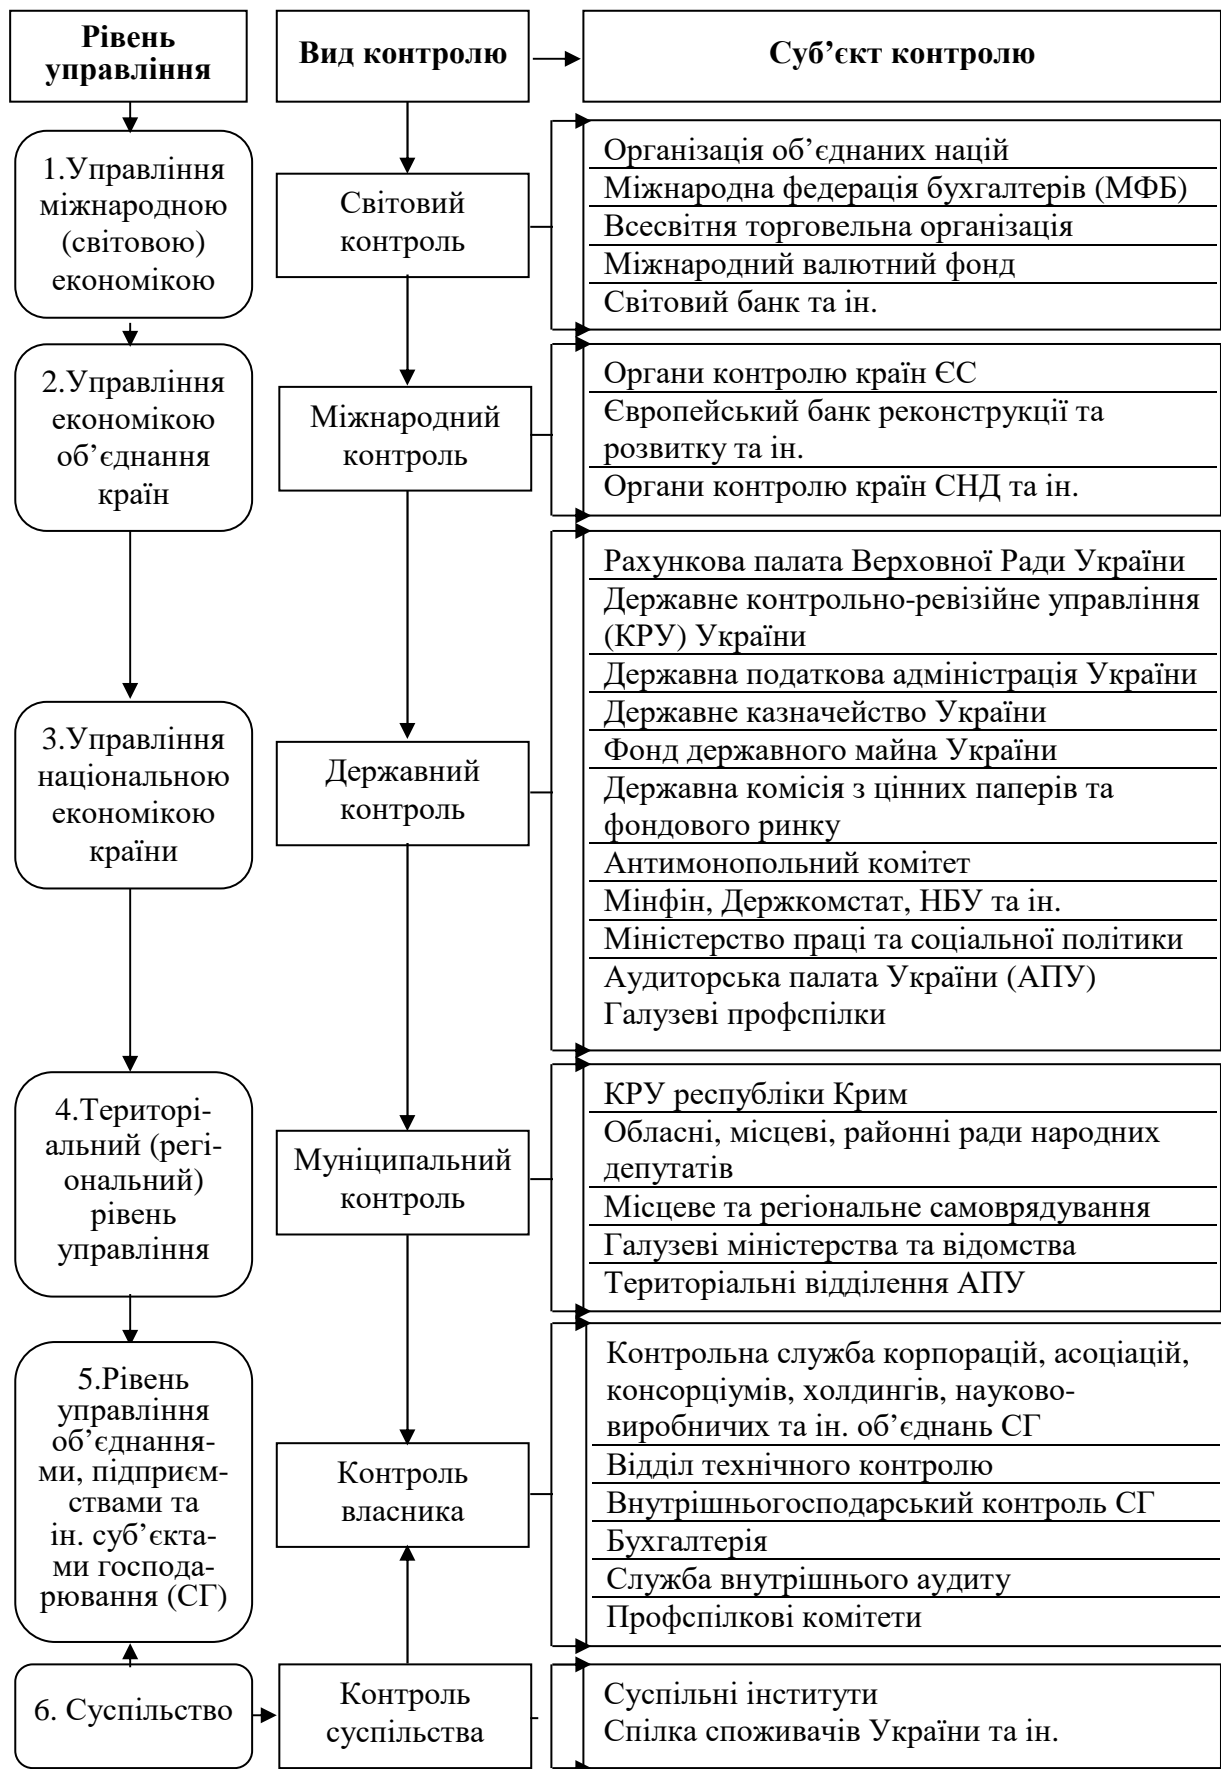 Рівень
управління
Вид контролю
Суб’єкт контролю
1.Управління
міжнародною
(світовою)
економікою
Світовий
контроль
Організація об’єднаних націй
Міжнародна федерація бухгалтерів (МФБ)
Всесвітня торговельна організація
Міжнародний валютний фонд
Світовий банк та ін.
2.Управління
економікою
об’єднання
країн
Міжнародний
контроль
Органи контролю країн ЄС
Європейський банк реконструкції та
розвитку та ін.
Органи контролю країн СНД та ін.
3.Управління
національною
економікою
країни
Державний
контроль
Рахункова палата Верховної Ради України
Державне контрольно-ревізійне управління
(КРУ) України
Державна податкова адміністрація України
Державне казначейство України
Фонд державного майна України
Державна комісія з цінних паперів та
фондового ринку
Антимонопольний комітет
Мінфін, Держкомстат, НБУ та ін.
Міністерство праці та соціальної політики
Аудиторська палата України (АПУ)
Галузеві профспілки
4.Територі-
альний (регі-
ональний)
рівень
управління
Муніципальний
контроль
КРУ республіки Крим
Обласні, місцеві, районні ради народних
депутатів
Місцеве та регіональне самоврядування
Галузеві міністерства та відомства
Територіальні відділення АПУ
5.Рівень
управління
об’єднання-
ми, підприєм-
ствами та
ін. суб’єкта-
ми господа-
рювання (СГ)
Контроль
власника
Контрольна служба корпорацій, асоціацій,
консорціумів, холдингів, науково-
виробничих та ін. об’єднань СГ
Відділ технічного контролю
Внутрішньогосподарський контроль СГ
Бухгалтерія
Служба внутрішнього аудиту
Профспілкові комітети
6. Суспільство
Контроль
суспільства
Суспільні інститути
Спілка споживачів України та ін.